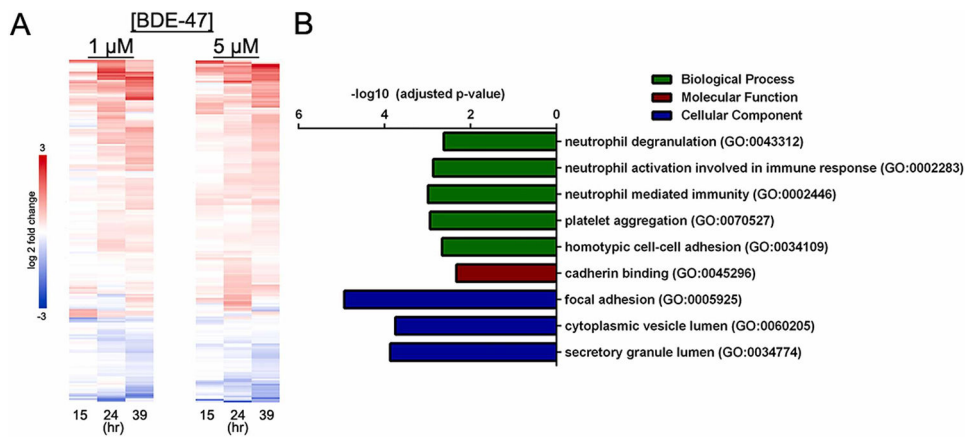 A
[BDE-47]
1 µM
5 µM
3
log 2 fold change
-3
15 24 39
(hr)
15 24 39
(hr)
B
Biological Process
Molecular Function
Cellular Component
-log10 (adjusted p-value)
6 4 2 0
neutrophil degranulation (GO:0043312)
neutrophil activation involved in immune response (GO:0002283)
neutrophil mediated immunity (GO:0002446)
platelet aggregation (GO:0070527)
homotypic cell-cell adhesion (GO:0034109)
cadherin binding (GO:0045296)
focal adhesion (GO:0005925)
cytoplasmic vesicle lumen (GO:0060205)
secretory granule lumen (GO:0034774)